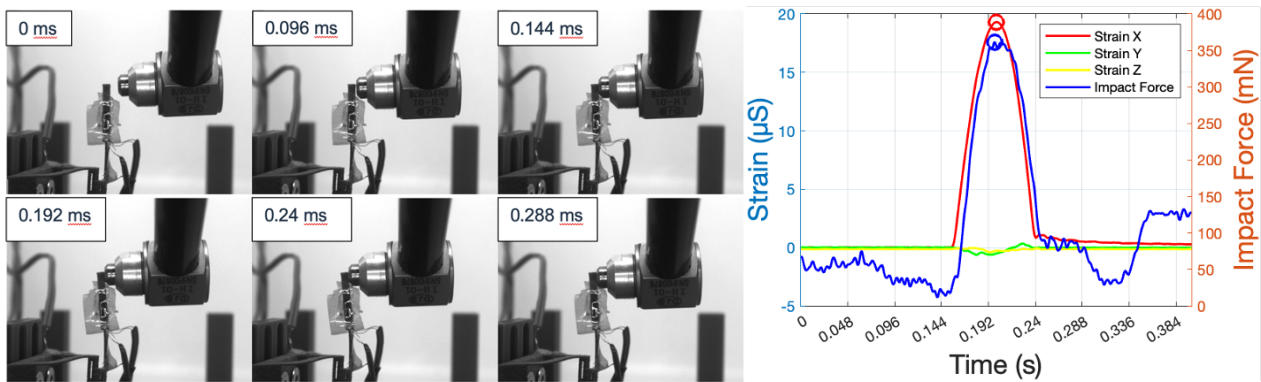 0 ms
0.096 ms
0.144 ms
0.192 ms
0.24 ms
0.288 ms
20
15
10
5
0
-5
Strain (µS)
400
350
300
250
200
150
100
50
0
Impact Force (mN)
Strain X
Strain Y
Strain Z
Impact Force
0
0.048
0.096
0.144
0.192
0.24
0.288
0.336
0.384
Time (s)